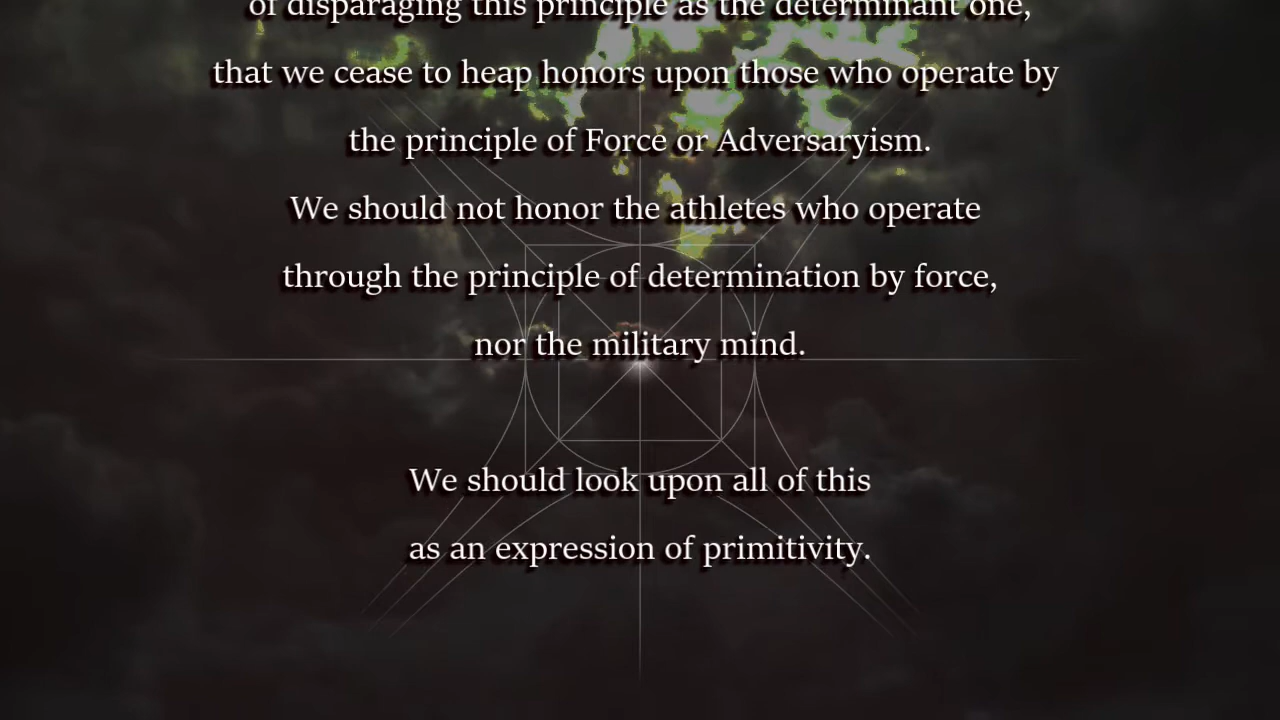 of disparaging this principle as the determinant one,
that we cease to heap honors upon those who operate by
the principle of Force or Adversaryism.
We should not honor the athletes who operate
through the principle of determination by force,
nor the military mind.
We should look upon all of this
as an expression of primitivity.